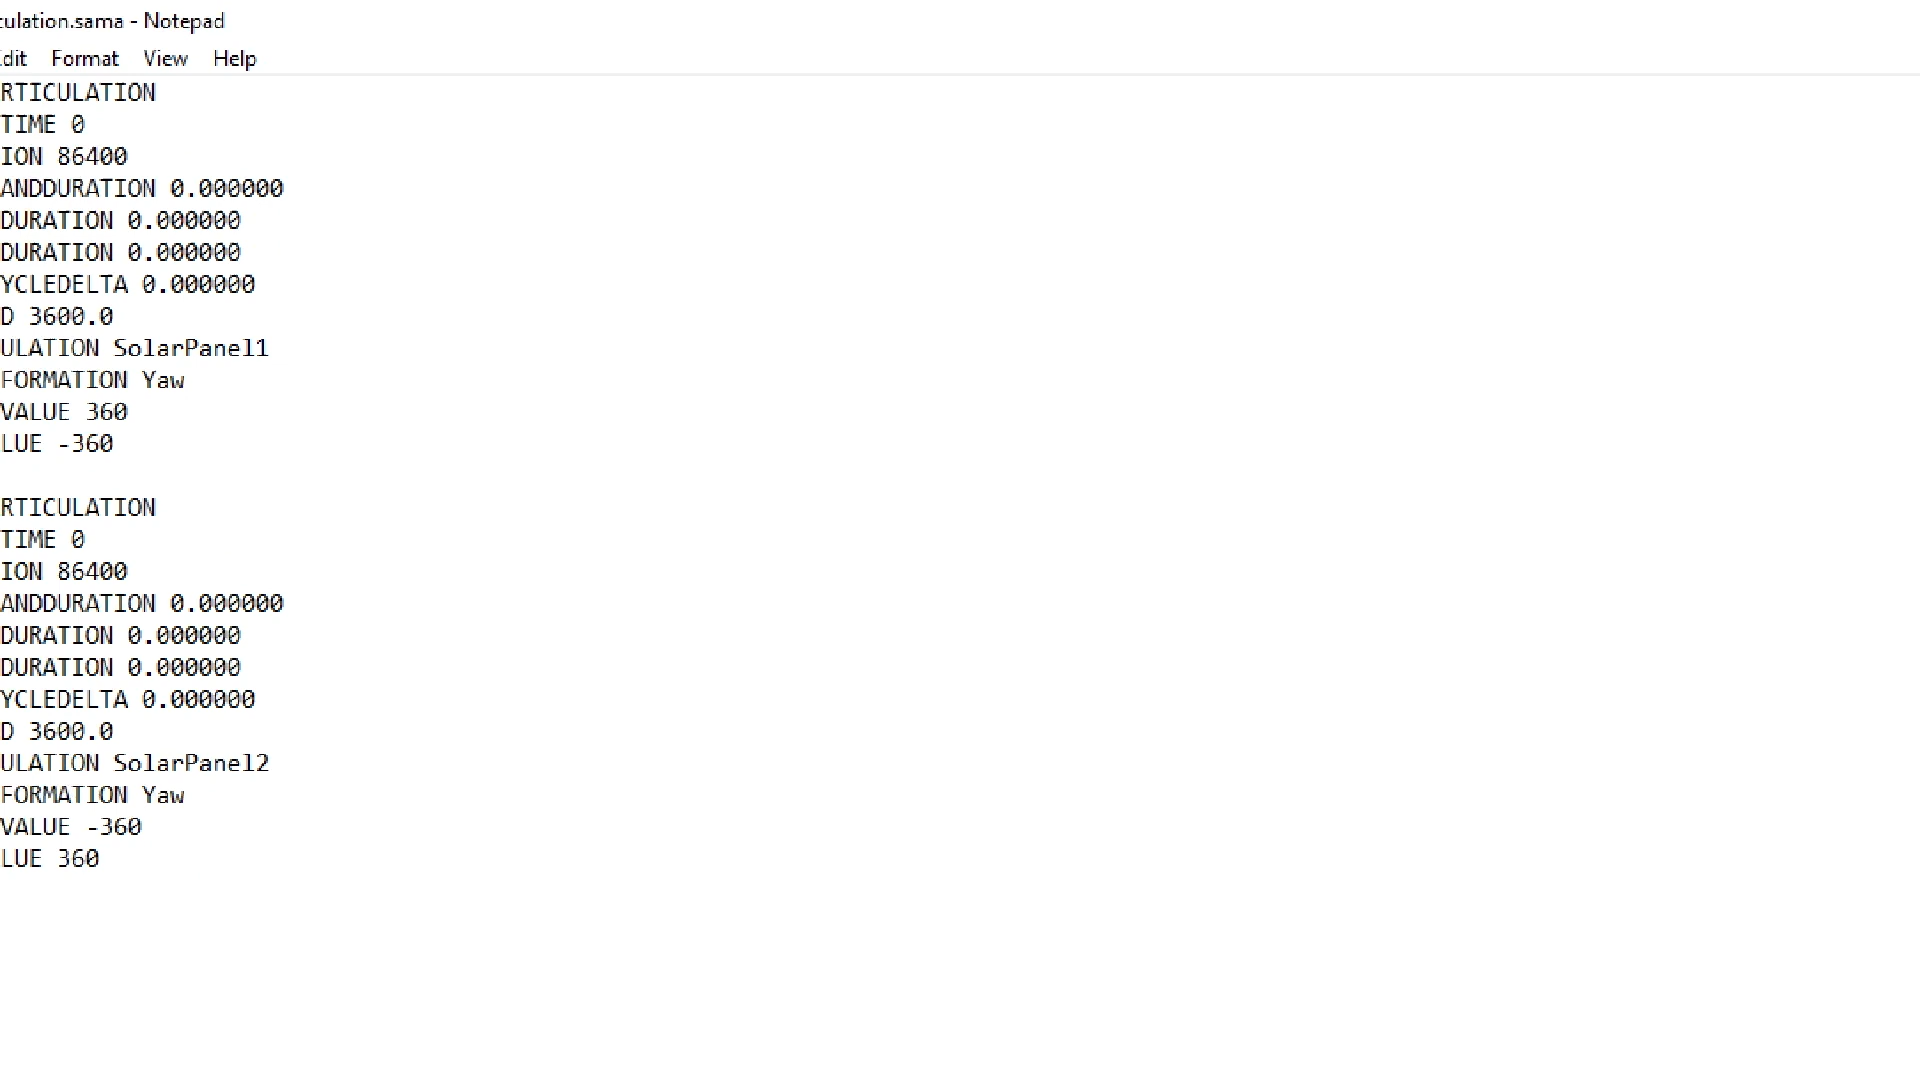 culation.sama - Notepad
Edit Format View Help
RTICULATION
TIME 0
ION 86400
ANDDURATION 0.000000
DURATION 0.000000
DURATION 0.000000
YCLEDELTA 0.000000
D 3600.0
ULATION SolarPanel1
FORMATION Yaw
VALUE 360
LUE -360
RTICULATION
TIME 0
ION 86400
ANDDURATION 0.000000
DURATION 0.000000
DURATION 0.000000
YCLEDELTA 0.000000
D 3600.0
ULATION SolarPanel2
FORMATION Yaw
VALUE -360
LUE 360